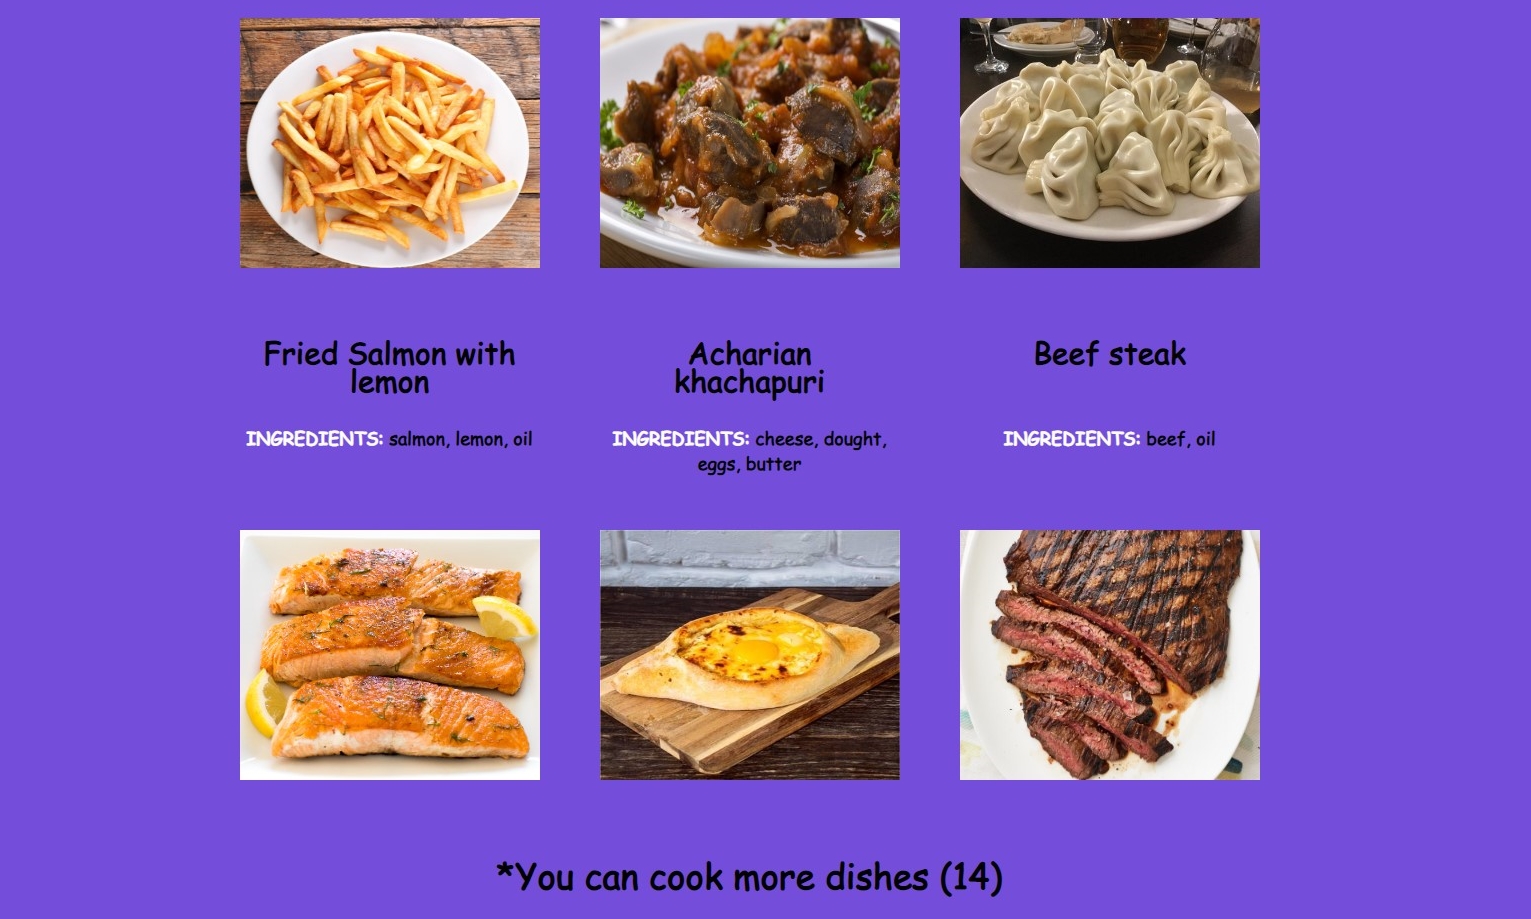 Fried Salmon with
lemon
INGREDIENTS: salmon, lemon, oil
Acharian
khachapuri
INGREDIENTS: cheese, dought,
eggs, butter
Beef steak
INGREDIENTS: beef, oil
*You can cook more dishes (14)